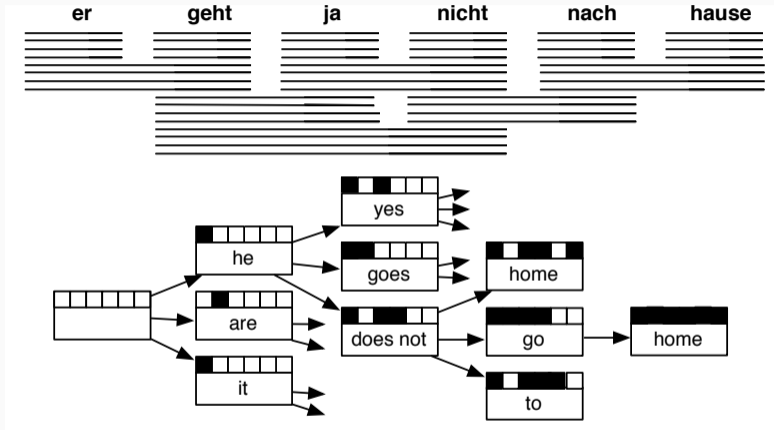 er geht ja nicht nach hause
yes
he
goes
home
are
does not
go
home
it
to